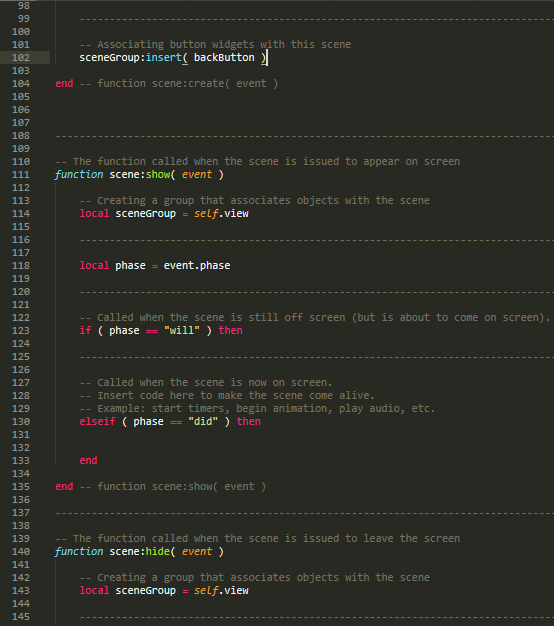 98
99 --------------------------------------------------------------------------------
100
101 -- Associating button widgets with this scene
102 sceneGroup:insert( backButton )
103
104 end -- function scene:create( event )
105
106
107
108 --------------------------------------------------------------------------------
109
110 -- The function called when the scene is issued to appear on screen
111 function scene:show( event )
112
113 -- Creating a group that associates objects with the scene
114 local sceneGroup = self.view
115
116 --------------------------------------------------------------------------------
117
118 local phase = event.phase
119
120 --------------------------------------------------------------------------------
121
122 -- Called when the scene is still off screen (but is about to come on screen).
123 if ( phase == "will" ) then
124
125 --------------------------------------------------------------------------------
126
127 -- Called when the scene is now on screen.
128 -- Insert code here to make the scene come alive.
129 -- Example: start timers, begin animation, play audio, etc.
130 elseif ( phase == "did" ) then
131
132
133 end
134
135 end -- function scene:show( event )
136
137 --------------------------------------------------------------------------------
138
139 -- The function called when the scene is issued to leave the screen
140 function scene:hide( event )
141
142 -- Creating a group that associates objects with the scene
143 local sceneGroup = self.view
144
145 --------------------------------------------------------------------------------